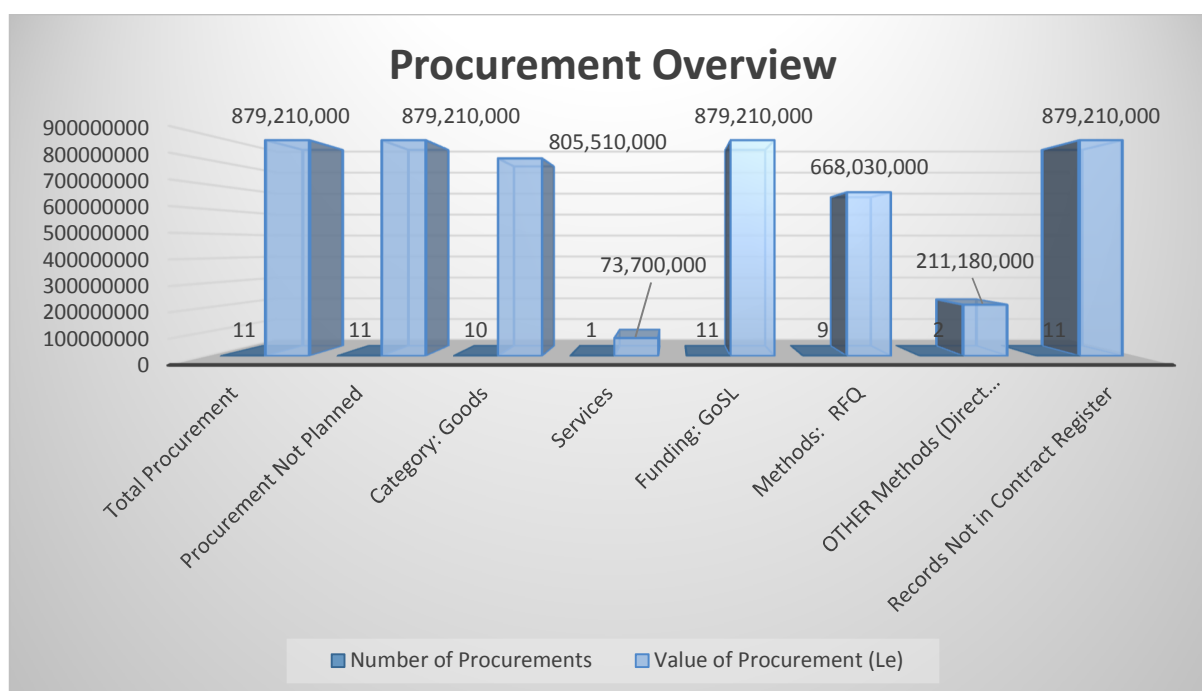 Procurement Overview
879,210,000
879,210,000
805,510,000
879,210,000
668,030,000
879,210,000
73,700,000
211,180,000
900000000
800000000
700000000
600000000
500000000
400000000
300000000
200000000
100000000
0
11
11
10
1
11
9
2
11
Total Procurement
Procurement Not Planned
Category: Goods
Services
Funding: GoSL
Methods:   RFQ
OTHER Methods (Direct…
Records Not in Contract Register
Number of Procurements
Value of Procurement (Le)